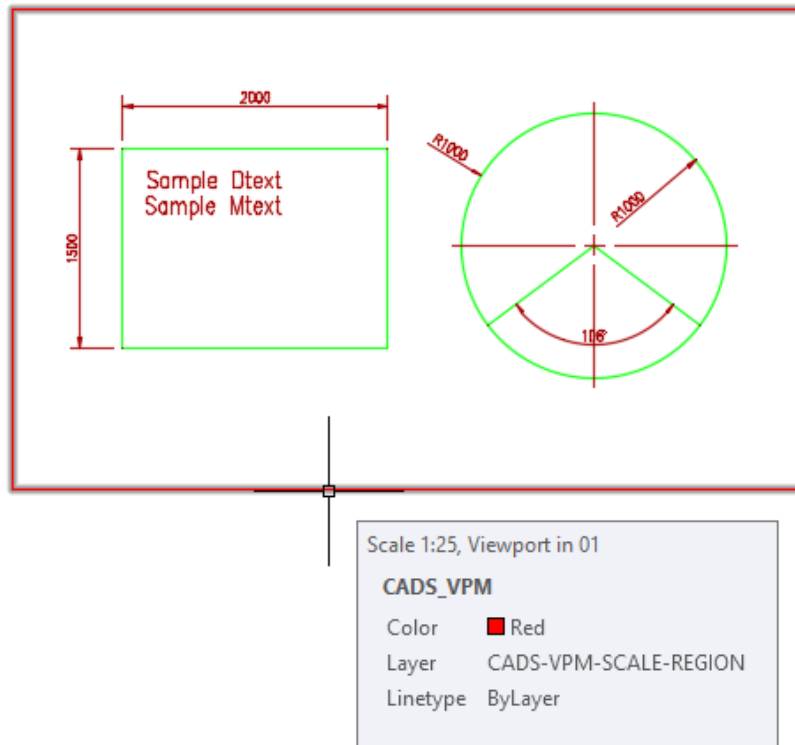 2000
R1000
Sample Dtext
Sample Mtext
R1000
1500
106°
Scale 1:25, Viewport in 01
CADS_VPM
Color Red
Layer CADS-VPM-SCALE-REGION
Linetype ByLayer